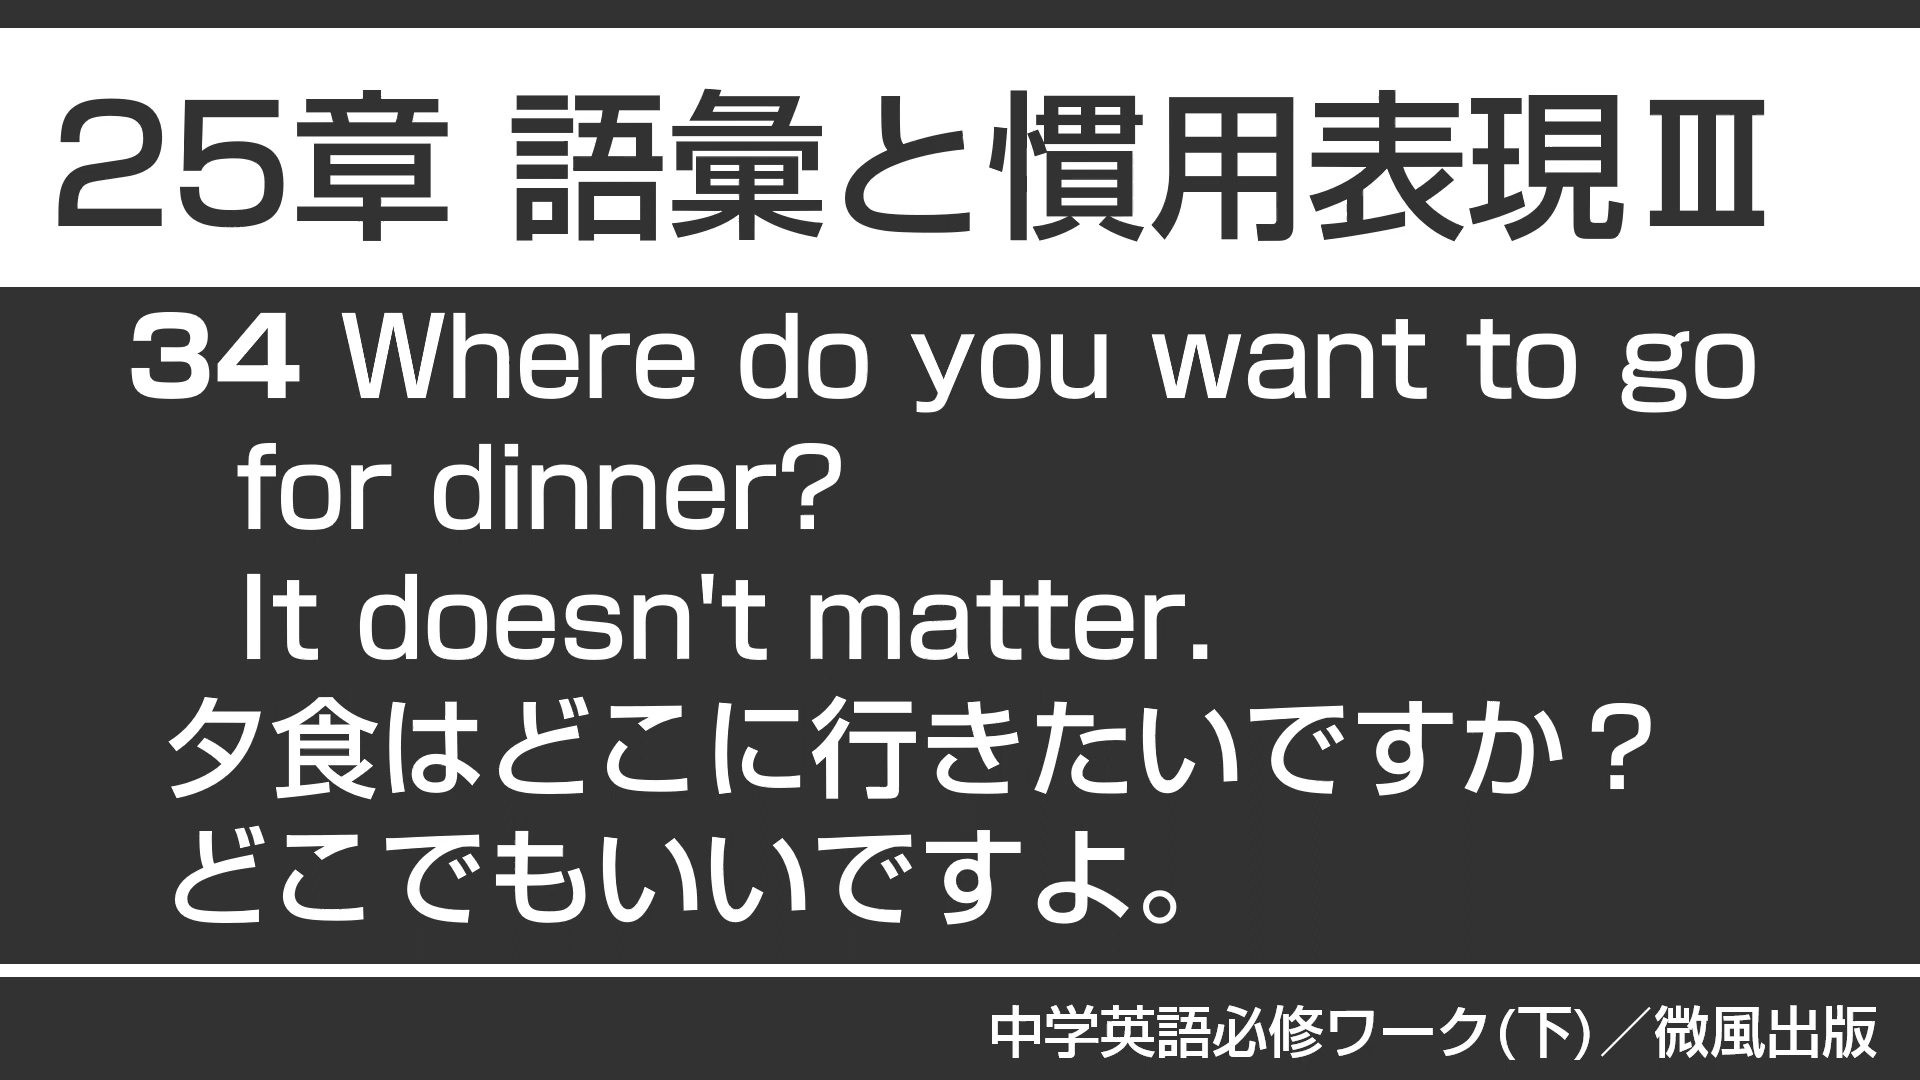 25章 語彙と慣用表現Ⅲ
34 Where do you want to go
for dinner?
It doesn't matter.
夕食はどこに行きたいですか？
どこでもいいですよ。
中学英語必修ワーク(下)／微風出版